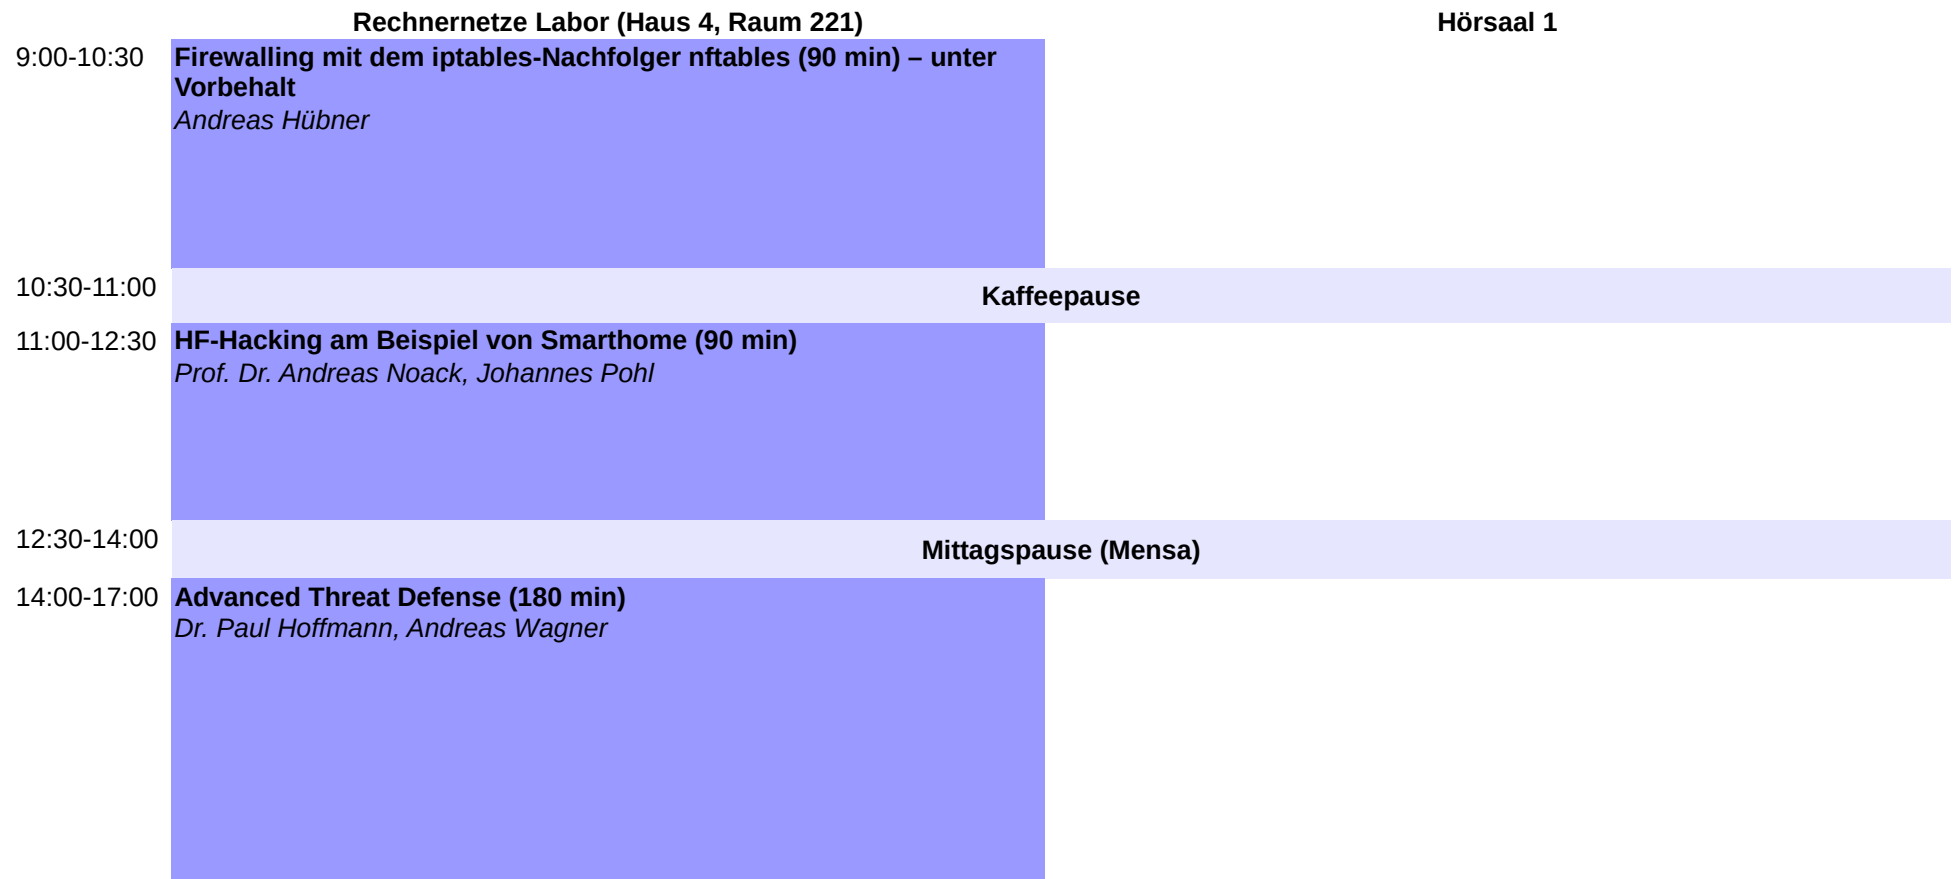 Rechnernetze Labor (Haus 4, Raum 221)
Hörsaal 1
9:00-10:30
Firewalling mit dem iptables-Nachfolger nftables (90 min) – unter
Vorbehalt
Andreas Hübner
10:30-11:00
Kaffeepause
11:00-12:30
HF-Hacking am Beispiel von Smarthome (90 min)
Prof. Dr. Andreas Noack, Johannes Pohl
12:30-14:00
Mittagspause (Mensa)
14:00-17:00
Advanced Threat Defense (180 min)
Dr. Paul Hoffmann, Andreas Wagner